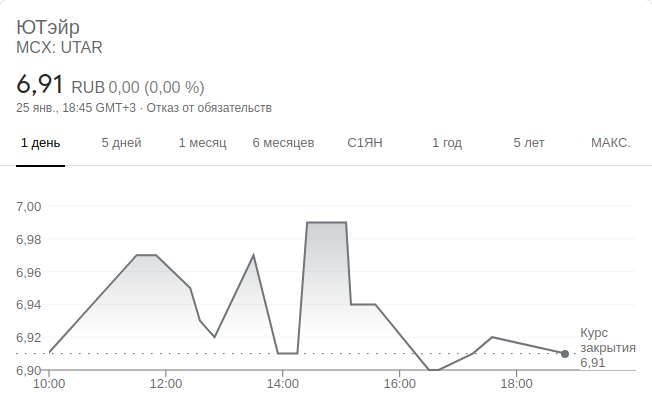 ЮТэйр
MCX: UTAR
6,91 RUB 0,00 (0,00 %)
25 янв., 18:45 GMT+3 · Отказ от обязательств
1 день 5 дней 1 месяц 6 месяцев С1ЯН 1 год 5 лет МАКС.
7,00
6,98
6,96
6,94
6,92
6,90
Курс
закрытия
6,91
10:00 12:00 14:00 16:00 18:00